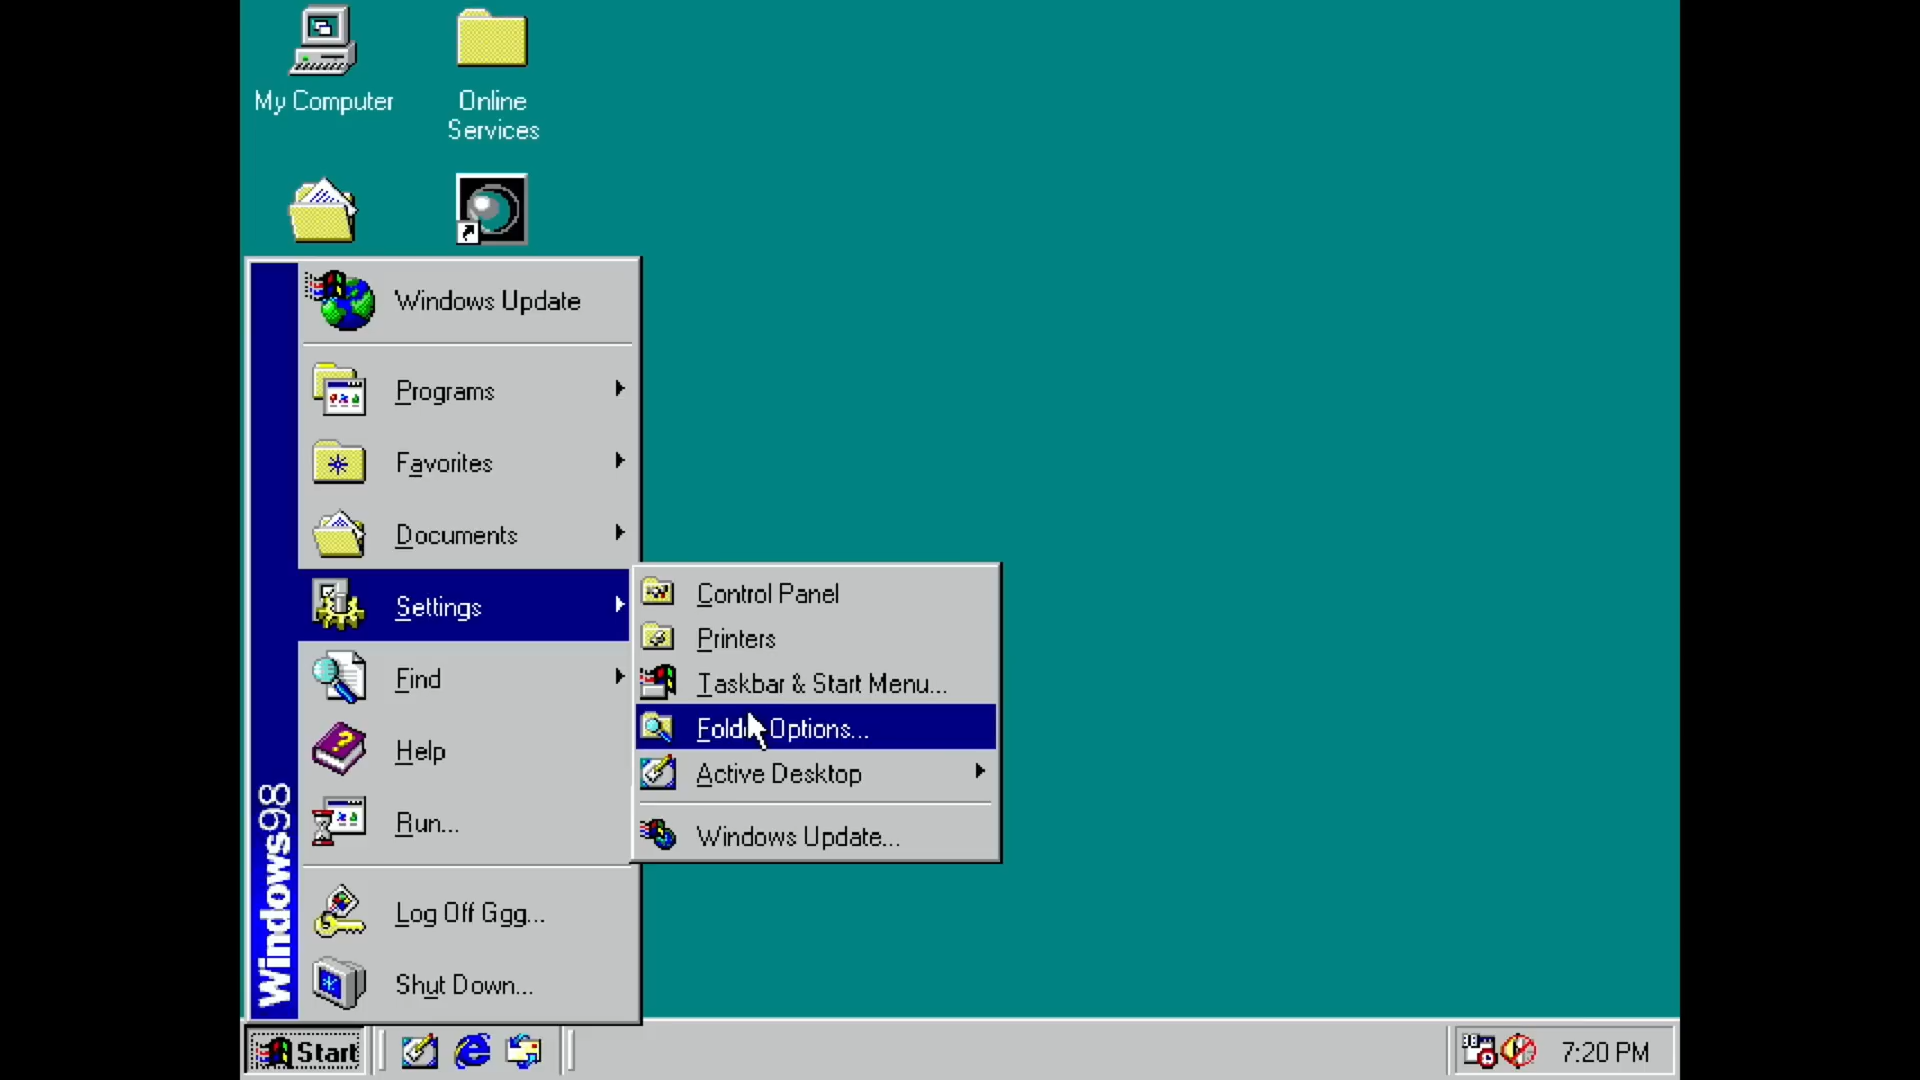 My Computer
Online
Services
Windows Update
Programs
Favorites
Documents
Settings
Find
Help
Run...
Log Off Ggg...
Shut Down...
Windows98
Control Panel
Printers
Taskbar & Start Menu...
Options...
Active Desktop
Windows Update...
Start
7:20 PM